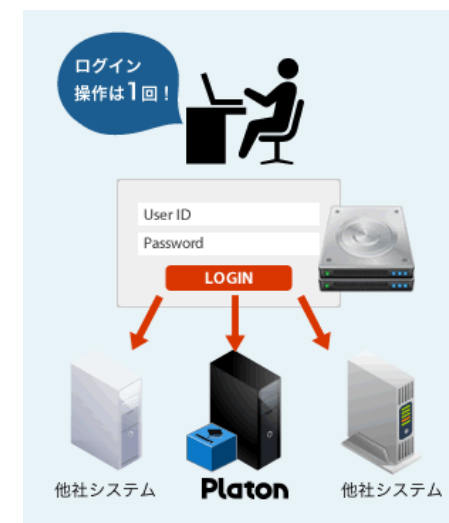 ログイン
操作は1回！
User ID
Password
LOGIN
他社システム
Platon
他社システム